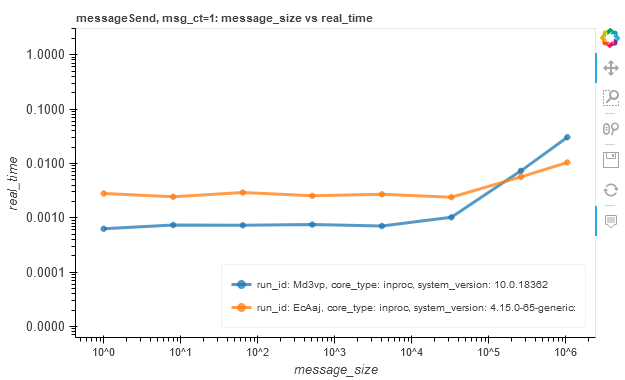 messageSend, msg_ct=1: message_size vs real_time
1.0000
0.1000
0.0100
0.0010
0.0001
0.0000
real_time
run_id: Md3vp, core_type: inproc, system_version: 10.0.18362
run_id: EcAaj, core_type: inproc, system_version: 4.15.0-65-generic:
10^0
10^1
10^2
10^3
10^4
10^5
10^6
message_size